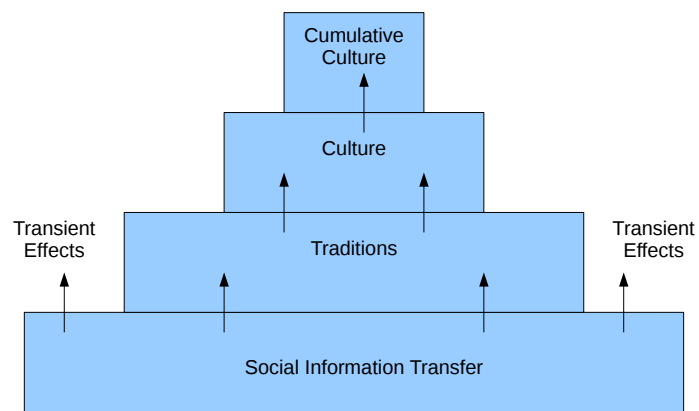 Cumulative
Culture
Culture
Transient
Effects
Transient
Effects
Traditions
Social Information Transfer